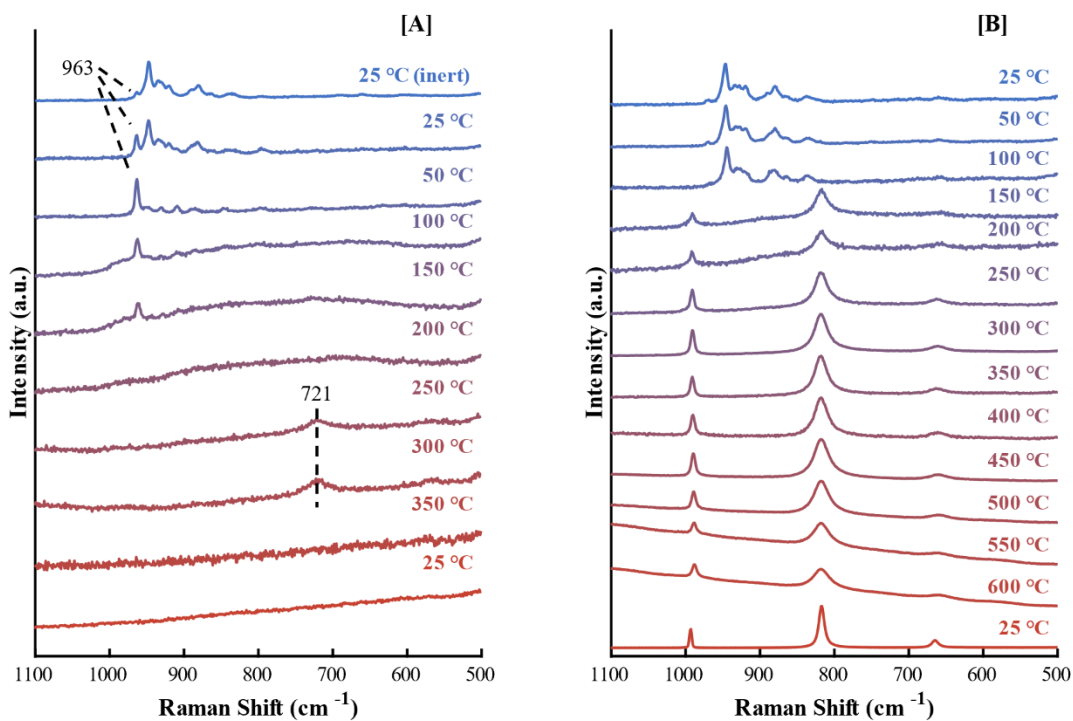 [A]
963
25 °C (inert)
25 °C
50 °C
100 °C
150 °C
200 °C
250 °C
721
300 °C
350 °C
25 °C
Intensity (a.u.)
1100 1000 900 800 700 600 500
Raman Shift (cm -1)
[B]
25 °C
50 °C
100 °C
150 °C
200 °C
250 °C
300 °C
350 °C
400 °C
450 °C
500 °C
550 °C
600 °C
25 °C
Intensity (a.u.)
1100 1000 900 800 700 600 500
Raman Shift (cm -1)